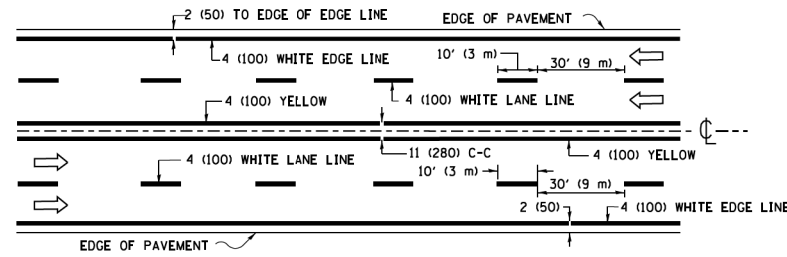 2 (50) TO EDGE OF EDGE LINE
EDGE OF PAVEMENT
4 (100) WHITE EDGE LINE
10' (3 m)
30' (9 m)
4 (100) YELLOW
4 (100) WHITE LANE LINE
CL
4 (100) WHITE LANE LINE
11 (280) C-C
4 (100) YELLOW
10' (3 m)
30' (9 m)
2 (50)
4 (100) WHITE EDGE LINE
EDGE OF PAVEMENT